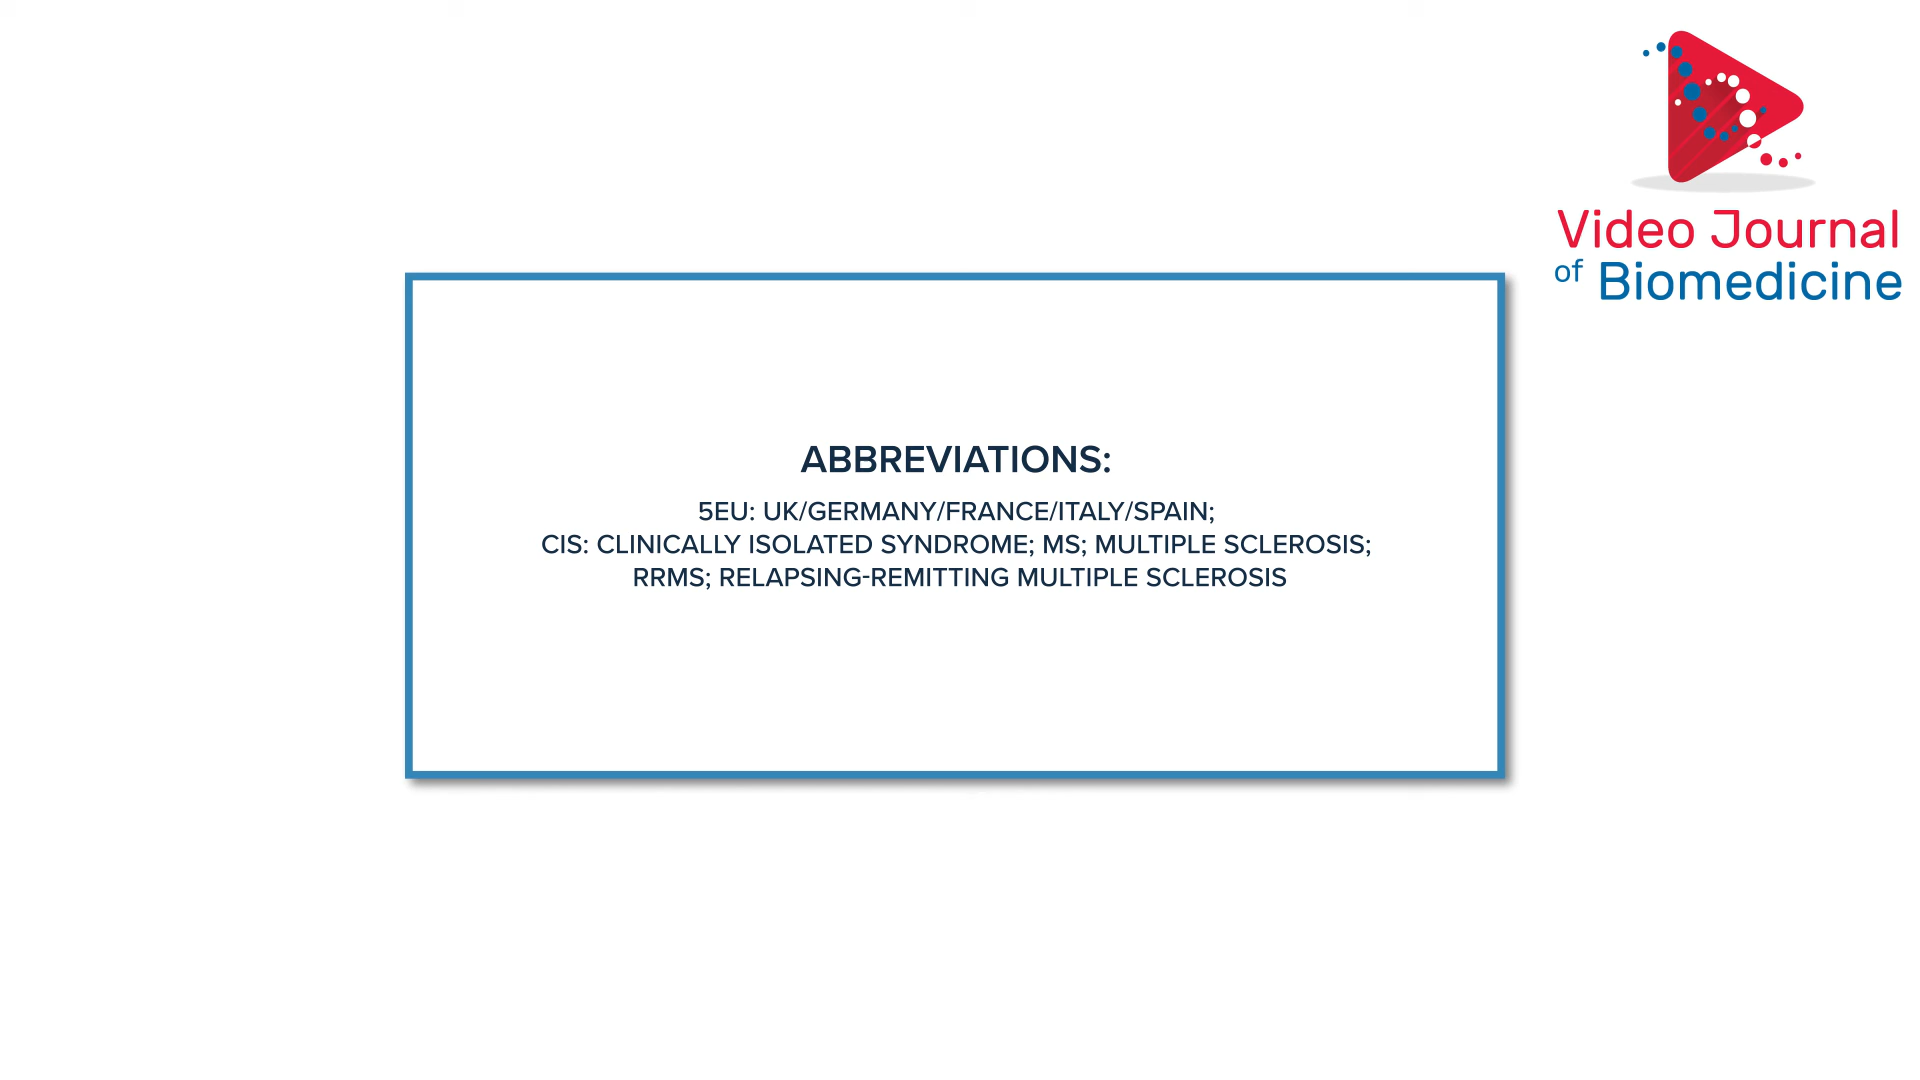 Video Journal
of Biomedicine
ABBREVIATIONS:
5EU: UK/GERMANY/FRANCE/ITALY/SPAIN;
CIS: CLINICALLY ISOLATED SYNDROME; MS; MULTIPLE SCLEROSIS;
RRMS; RELAPSING-REMITTING MULTIPLE SCLEROSIS